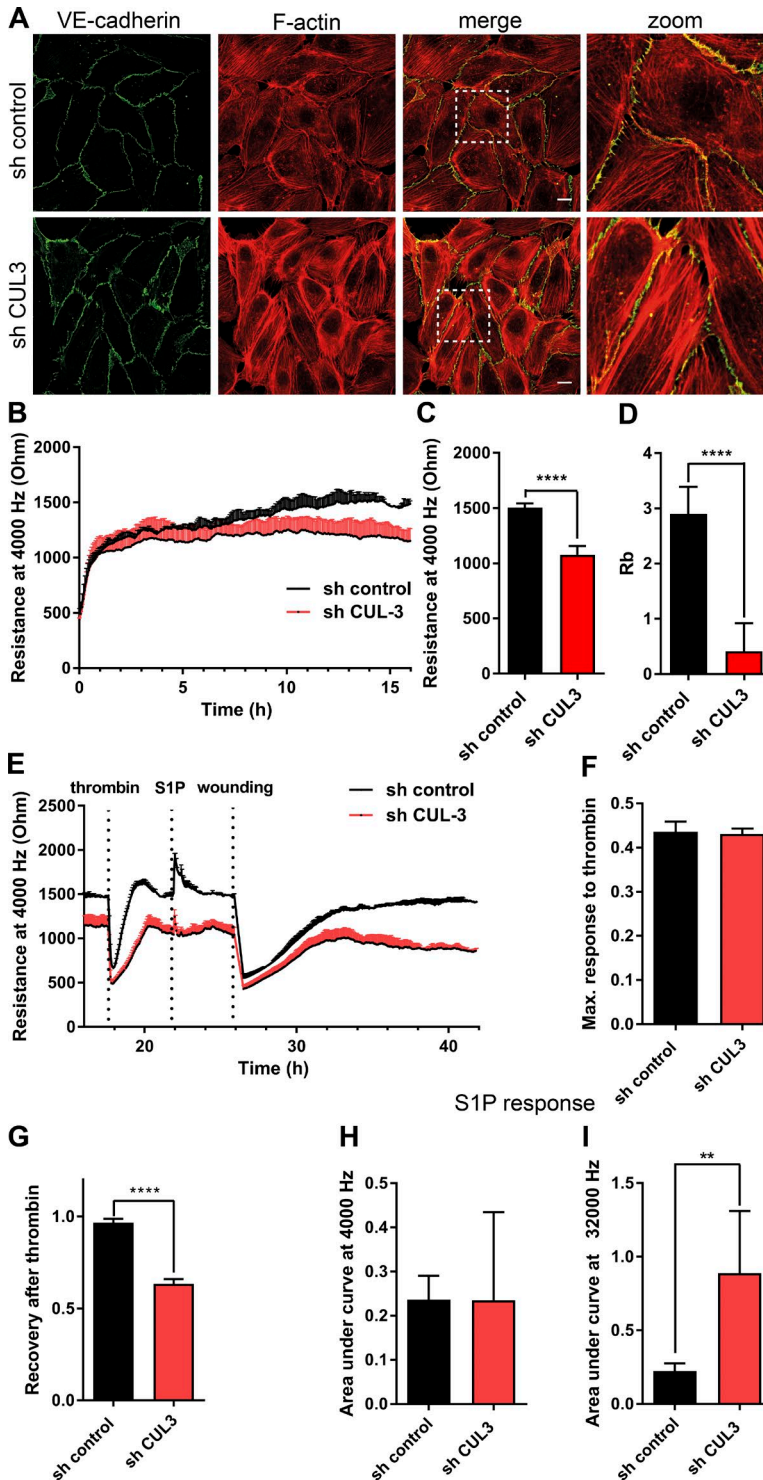 A
VE-cadherin
F-actin
merge
zoom
sh control
sh CUL3
B
Resistance at 4000 Hz (Ohm)
2000
1500
1000
500
0
0
5
10
15
Time (h)
sh control
sh CUL-3
C
Resistance at 4000 Hz (Ohm)
2000
1500
1000
500
0
****
sh control
sh CUL3
D
Rb
4
3
2
1
0
****
sh control
sh CUL3
E
thrombin
S1P
wounding
sh control
sh CUL-3
Resistance at 4000 Hz (Ohm)
2500
2000
1500
1000
500
0
20
30
40
Time (h)
F
Max. response to thrombin
0.5
0.4
0.3
0.2
0.1
0.0
sh control
sh CUL3
S1P response
G
Recovery after thrombin
1.0
0.5
0.0
****
sh control
sh CUL3
H
Area under curve at 4000 Hz
0.5
0.4
0.3
0.2
0.1
0.0
sh control
sh CUL3
I
Area under curve at 32000 Hz
1.5
1.0
0.5
0.0
**
sh control
sh CUL3